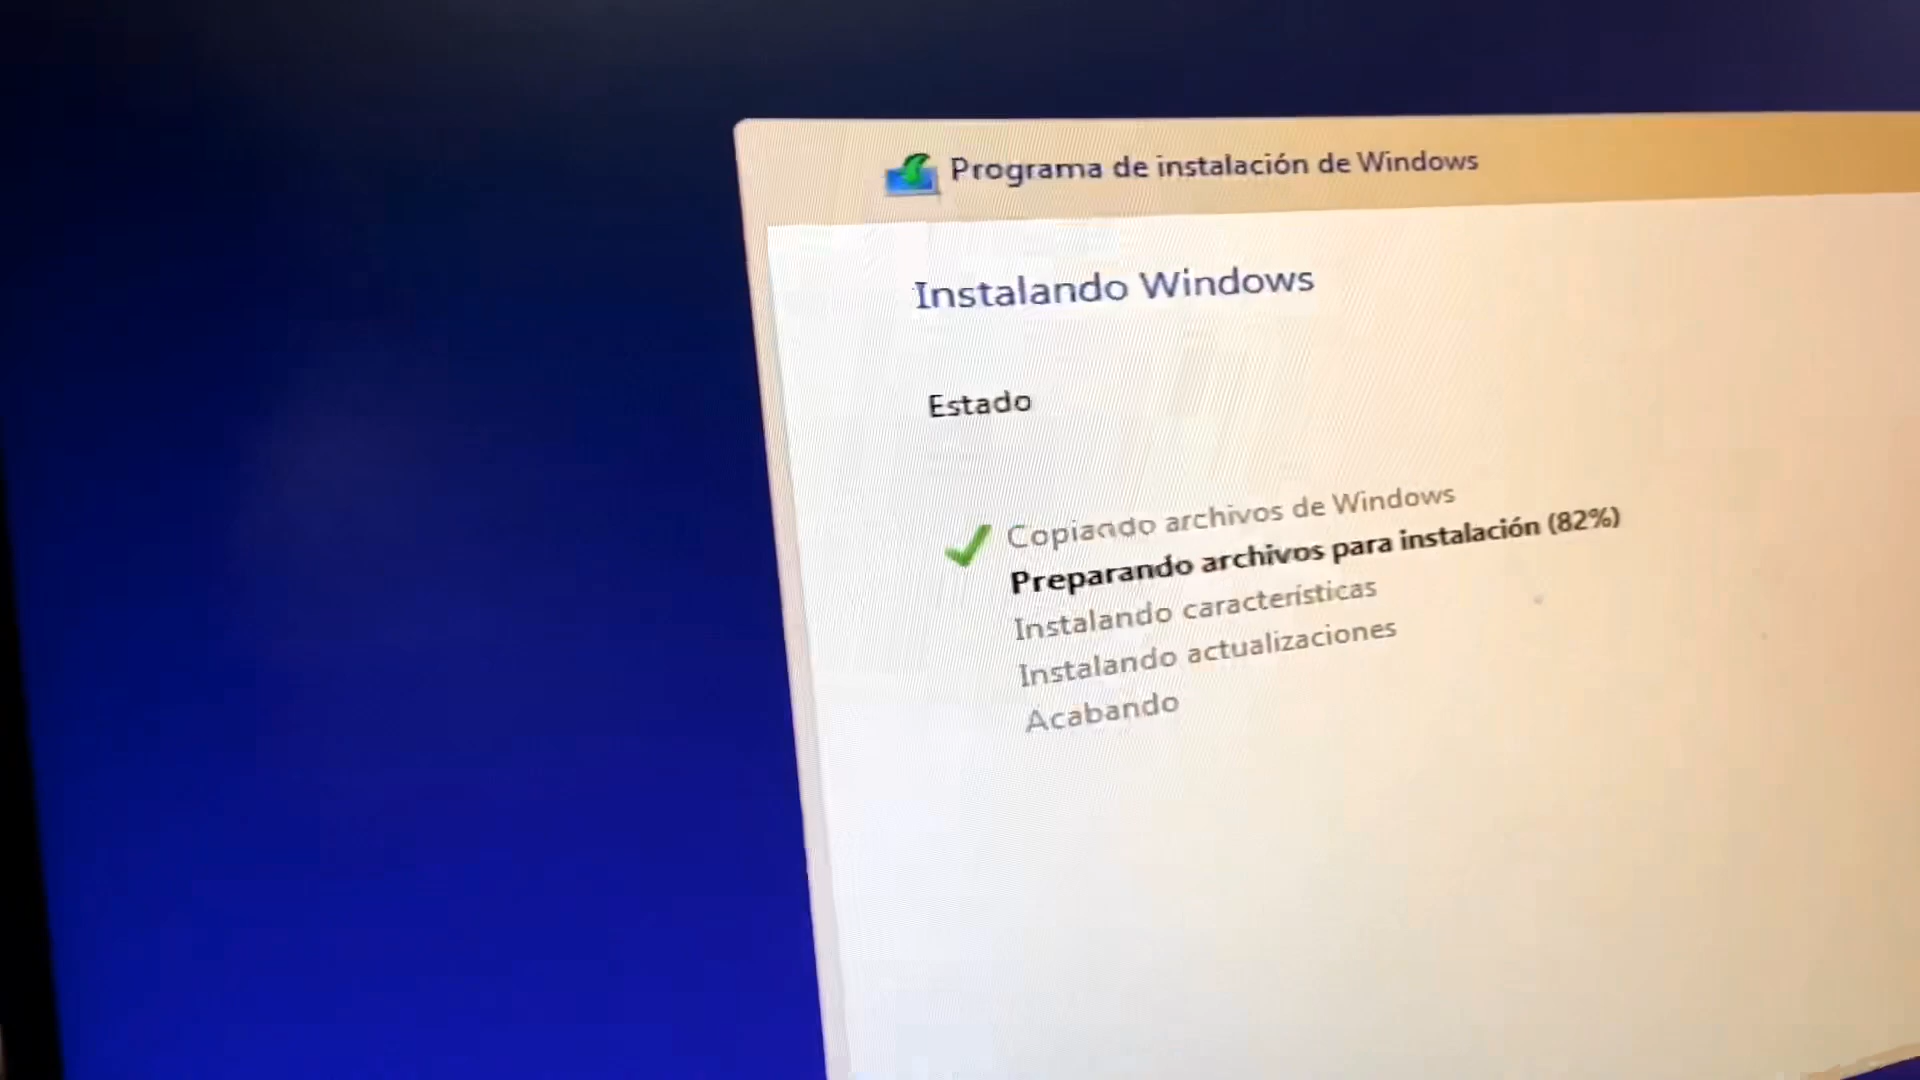 Programa de instalación de Windows
Instalando Windows
Estado
Copiando archivos de Windows
Preparando archivos para instalación (82%)
Instalando características
Instalando actualizaciones
Acabando